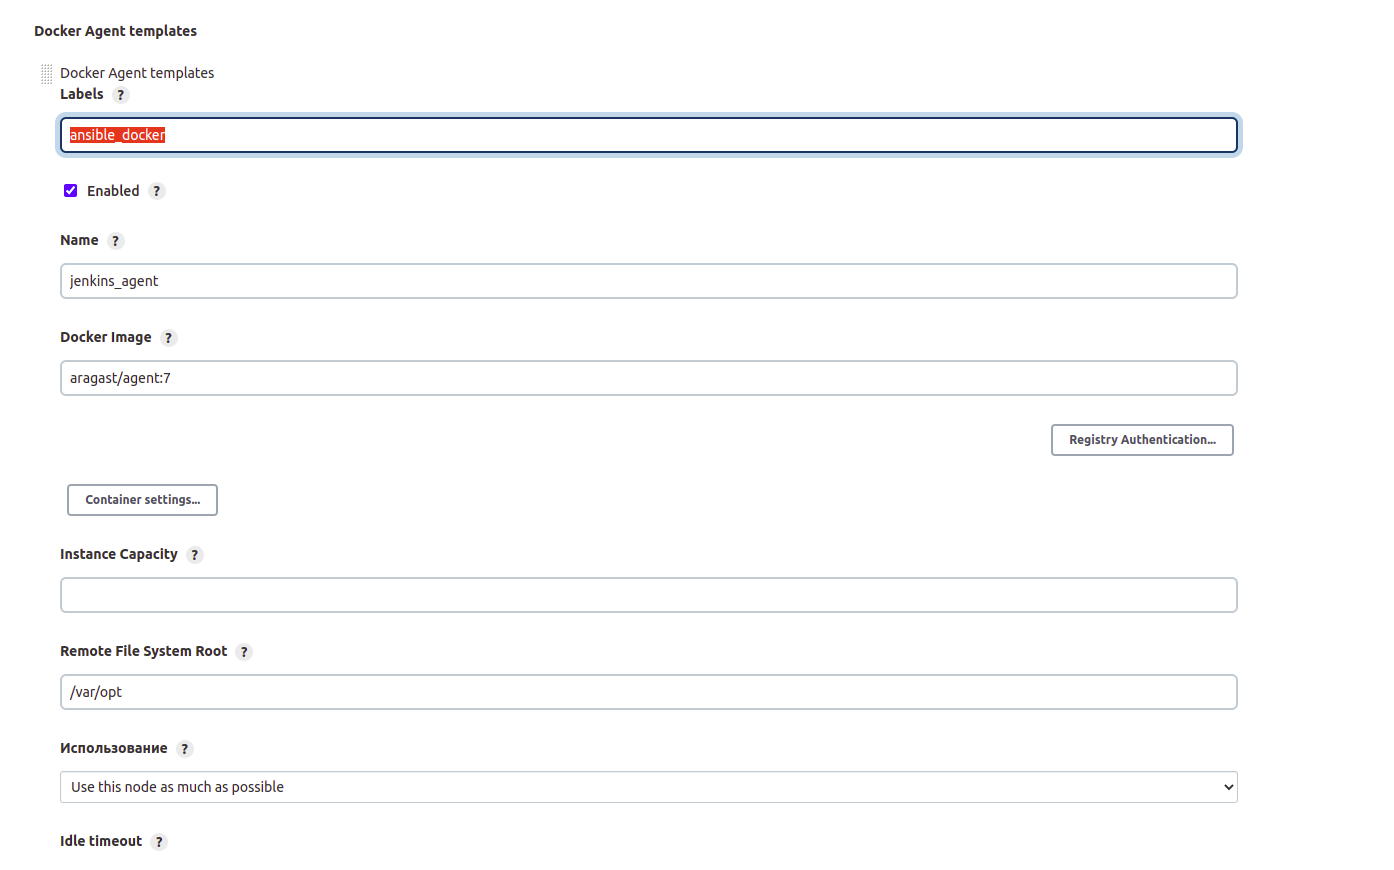 Docker Agent templates
Docker Agent templates
Labels ?
ansible_docker
Enabled ?
Name ?
jenkins_agent
Docker Image ?
aragast/agent:7
Registry Authentication...
Container settings...
Instance Capacity ?
Remote File System Root ?
/var/opt
Использование ?
Use this node as much as possible
Idle timeout ?